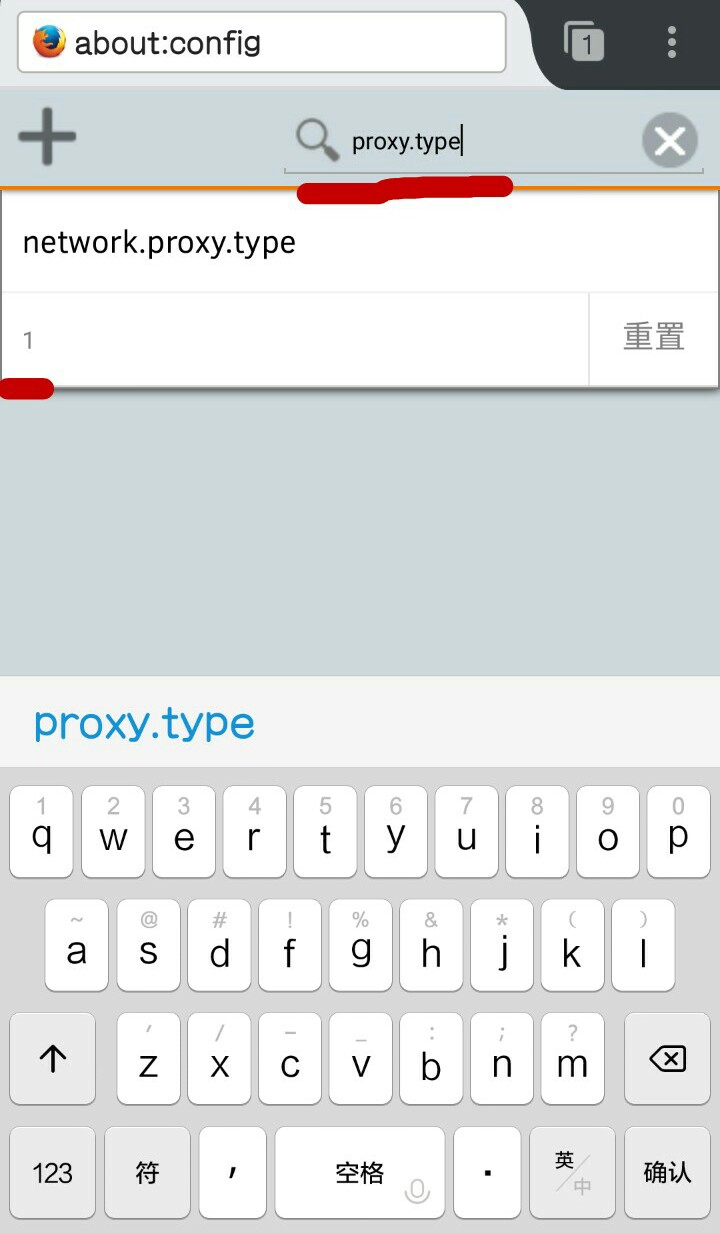 about:config
1
proxy.type
network.proxy.type
1
重置
proxy.type
1 2 3 4 5 6 7 8 9 0
q w e r t y u i o p
~ @ # ! % & * ( )
a s d f g h j k l
' / - _ : ; ?
z x c v b n m
123 符 , 空格 . 英/中 确认